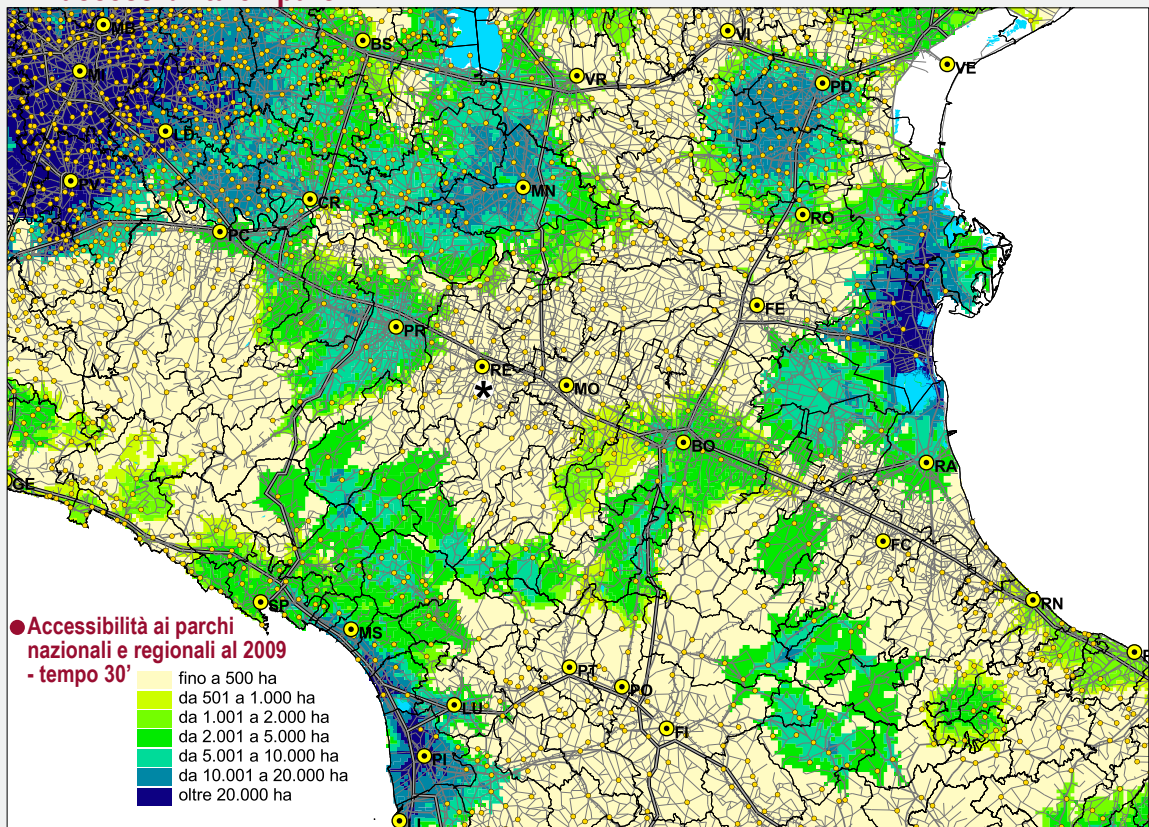 MI
BS
VI
VR
VE
PD
LO
PV
MN
CR
RO
PC
FE
PR
RE
*
MO
BO
RA
GE
FC
RN
SP
MS
PT
PO
LU
FI
PI
LI
Accessibilità ai parchi
nazionali e regionali al 2009
- tempo 30'
fino a 500 ha
da 501 a 1.000 ha
da 1.001 a 2.000 ha
da 2.001 a 5.000 ha
da 5.001 a 10.000 ha
da 10.001 a 20.000 ha
oltre 20.000 ha